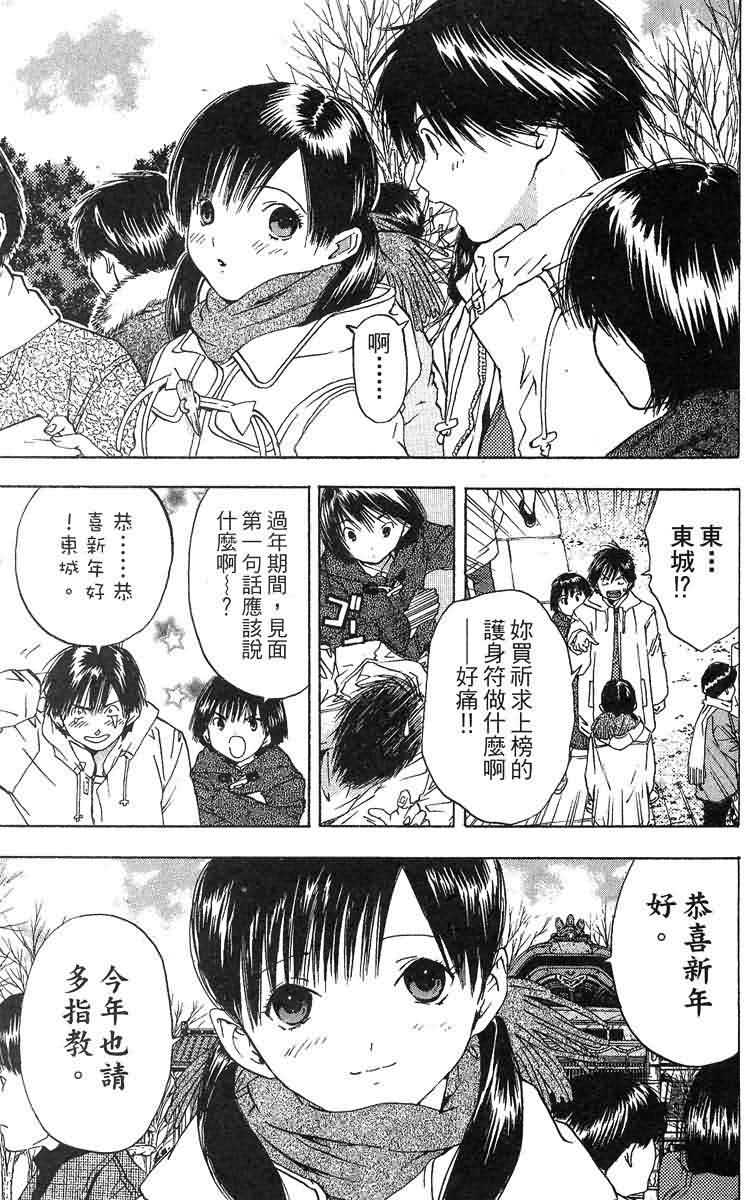 啊……
東…
東城!?
妳買祈求上榜的
護身符做什麼啊
——好痛!!
ゴー
過年期間，見面
第一句話應該說
什麼啊～?
恭……恭
喜新年好
!東城。
恭喜新年
好。
今年也請
多指教。